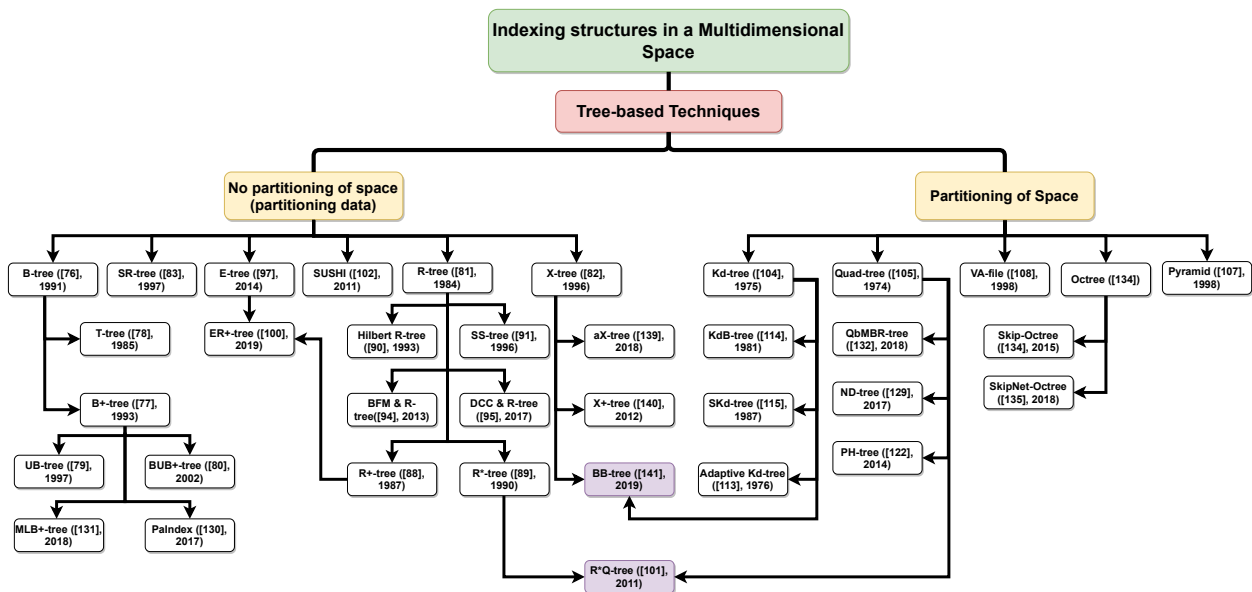 Indexing structures in a Multidimensional
Space
Tree-based Techniques
No partitioning of space
(partitioning data)
Partitioning of Space
B-tree ([76],
1991)
SR-tree ([83],
1997)
E-tree ([97],
2014)
SUSHI ([102],
2011)
R-tree ([81],
1984)
X-tree ([82],
1996)
Kd-tree ([104],
1975)
Quad-tree ([105],
1974)
VA-file ([108],
1998)
Octree ([134])
Pyramid ([107],
1998)
T-tree ([78],
1985)
ER+-tree ([100],
2019)
Hilbert R-tree
([90], 1993)
SS-tree ([91],
1996)
aX-tree ([139],
2018)
KdB-tree ([114],
1981)
QbMBR-tree
([132], 2018)
Skip-Octree
([134], 2015)
B+-tree ([77],
1993)
BFM & R-
tree([94], 2013)
DCC & R-tree
([95], 2017)
X+-tree ([140],
2012)
SKd-tree ([115],
1987)
ND-tree ([129],
2017)
SkipNet-Octree
([135], 2018)
UB-tree ([79],
1997)
BUB+-tree ([80],
2002)
R+-tree ([88],
1987)
R*-tree ([89],
1990)
BB-tree ([141],
2019)
Adaptive Kd-tree
([113], 1976)
PH-tree ([122],
2014)
MLB+-tree ([131],
2018)
PaIndex ([130],
2017)
R*Q-tree ([101],
2011)